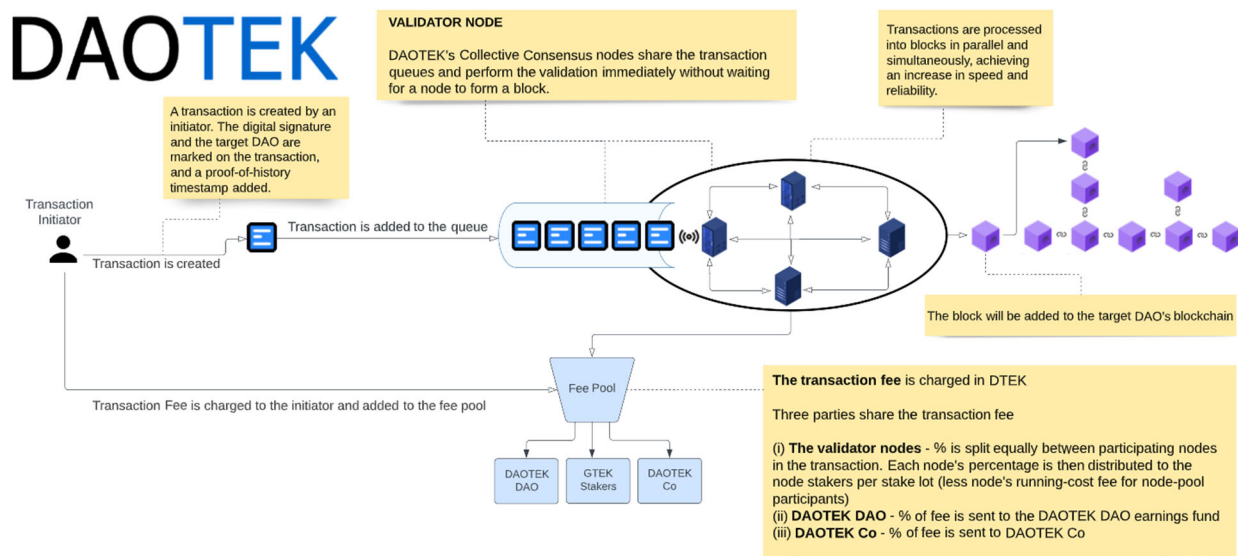 DAOTEK
VALIDATOR NODE
DAOTEK's Collective Consensus nodes share the transaction
queues and perform the validation immediately without waiting
for a node to form a block.
Transactions are processed
into blocks in parallel and
simultaneously, achieving
an increase in speed and
reliability.
A transaction is created by an
initiator. The digital signature
and the target DAO are
marked on the transaction,
and a proof-of-history
timestamp added.
Transaction
Initiator
Transaction is created
Transaction is added to the queue
The block will be added to the target DAO's blockchain
Transaction Fee is charged to the initiator and added to the fee pool
Fee Pool
DAOTEK
DAO
GTEK
Stakers
DAOTEK
Co
The transaction fee is charged in DTEK
Three parties share the transaction fee
(i) The validator nodes - % is split equally between participating nodes
in the transaction. Each node's percentage is then distributed to the
node stakers per stake lot (less node's running-cost fee for node-pool
participants)
(ii) DAOTEK DAO - % of fee is sent to the DAOTEK DAO earnings fund
(iii) DAOTEK Co - % of fee is sent to DAOTEK Co